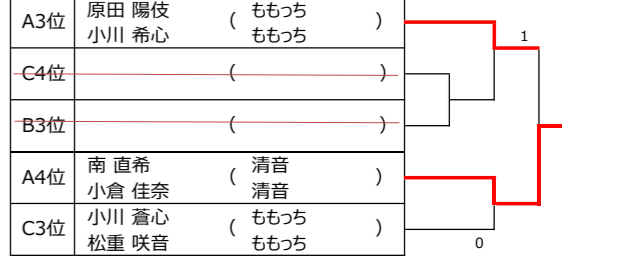 A3位 原田 陽伎 ( ももっち )
小川 希心 ももっち
1
C4位 ( )
B3位 ( )
A4位 南 直希 ( 清音 )
小倉 佳奈 清音
C3位 小川 蒼心 ( ももっち )
松重 咲音 ももっち
0